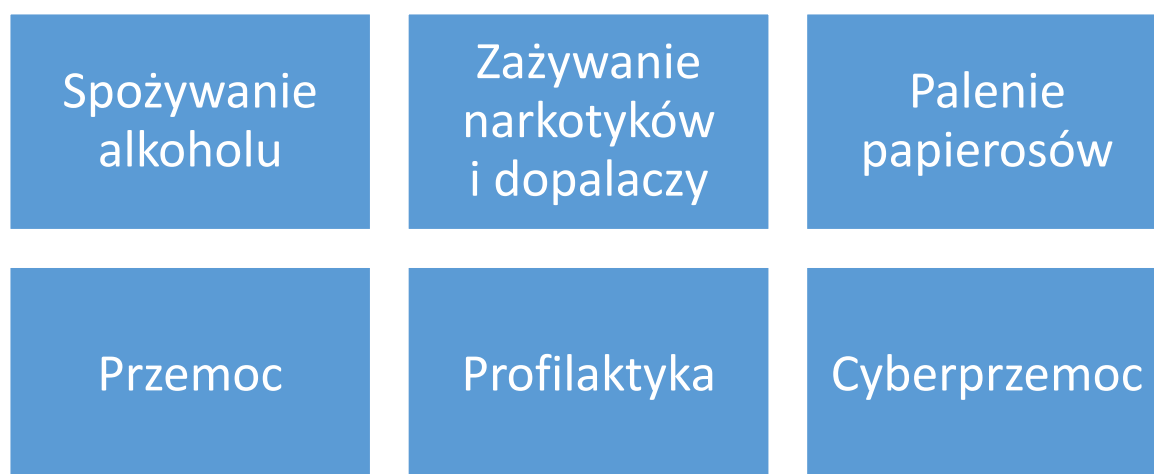 Spożywanie
alkoholu
Zażywanie
narkotyków
i dopalaczy
Palenie
papierosów
Przemoc
Profilaktyka
Cyberprzemoc